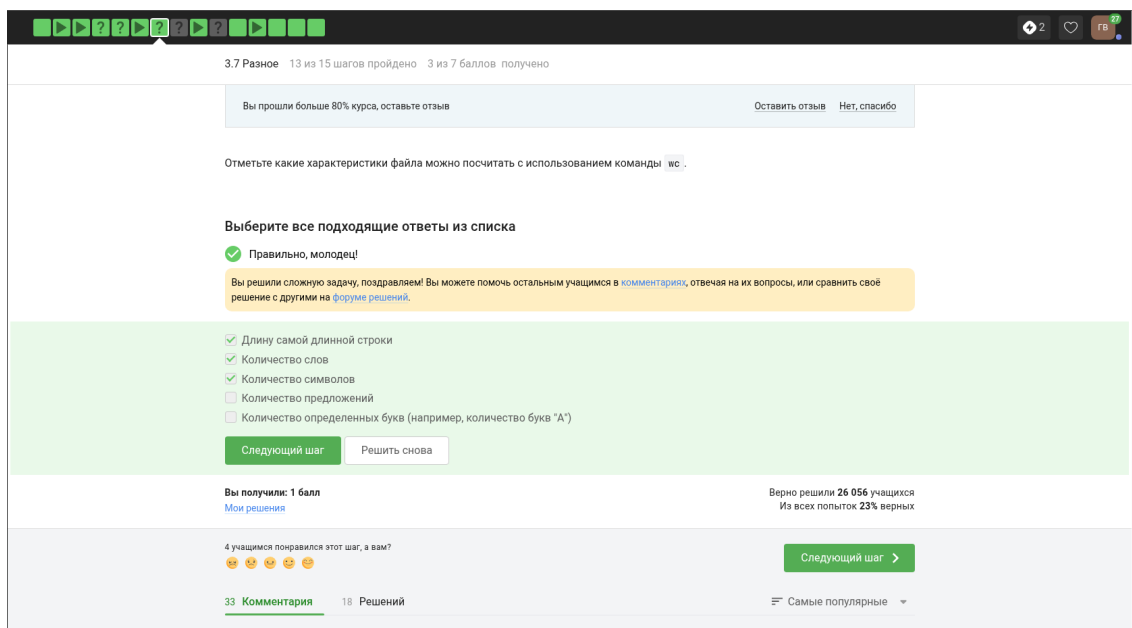 ? ? ? ? ?
2
ГВ
27
3.7 Разное 13 из 15 шагов пройдено 3 из 7 баллов получено
Вы прошли больше 80% курса, оставьте отзыв Оставить отзыв Нет, спасибо
Отметьте какие характеристики файла можно посчитать с использованием команды wc .
Выберите все подходящие ответы из списка
Правильно, молодец!
Вы решили сложную задачу, поздравляем! Вы можете помочь остальным учащимся в комментариях, отвечая на их вопросы, или сравнить своё
решение с другими на форуме решений.
Длину самой длинной строки
Количество слов
Количество символов
Количество предложений
Количество определенных букв (например, количество букв "А")
Следующий шаг Решить снова
Вы получили: 1 балл Верно решили 26 056 учащихся
Мои решения Из всех попыток 23% верных
4 учащимся понравился этот шаг, а вам?
Следующий шаг
33 Комментария 18 Решений Самые популярные